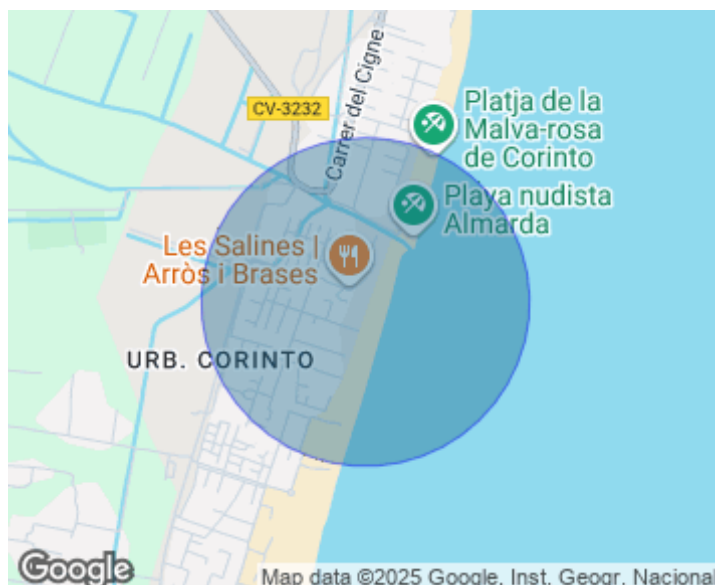 CV-3232
Carrer del Cigne
Platja de la
Malva-rosa
de Corinto
Playa nudista
Almarda
Les Salines |
Arròs i Brases
URB. CORINTO
Google
Map data ©2025 Google, Inst. Geogr. Nacional